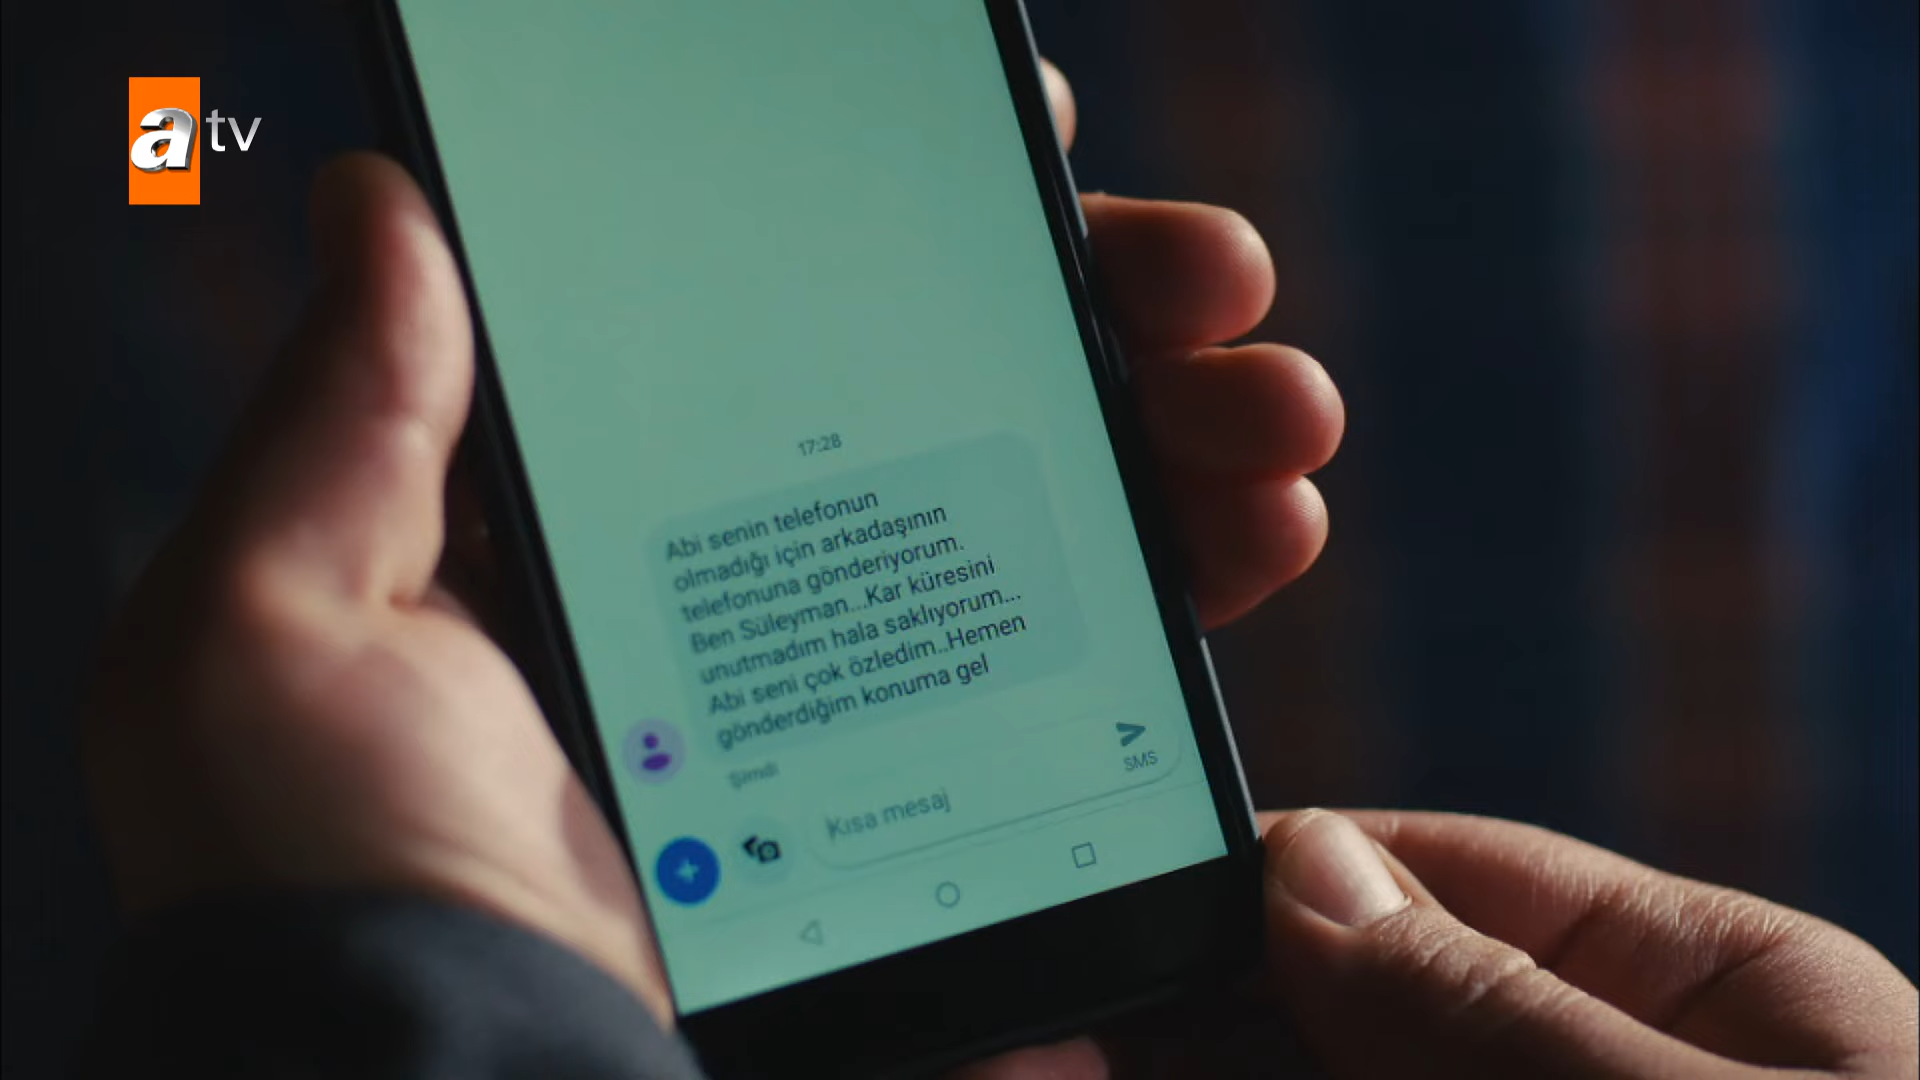 a tv
17:28
Abi senin telefonun
olmadığı için arkadaşının
telefonuna gönderiyorum.
Ben Süleyman...Kar küresini
unutmadım hala saklıyorum...
Abi seni çok özledim..Hemen
gönderdiğim konuma gel
Şimdi
SMS
Kısa mesaj